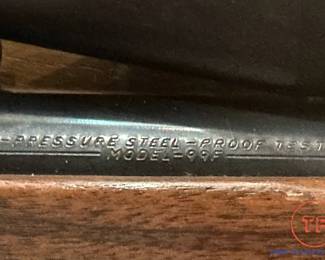 -PRESSURE STEEL-PROOF TEST
-MODEL-99F-